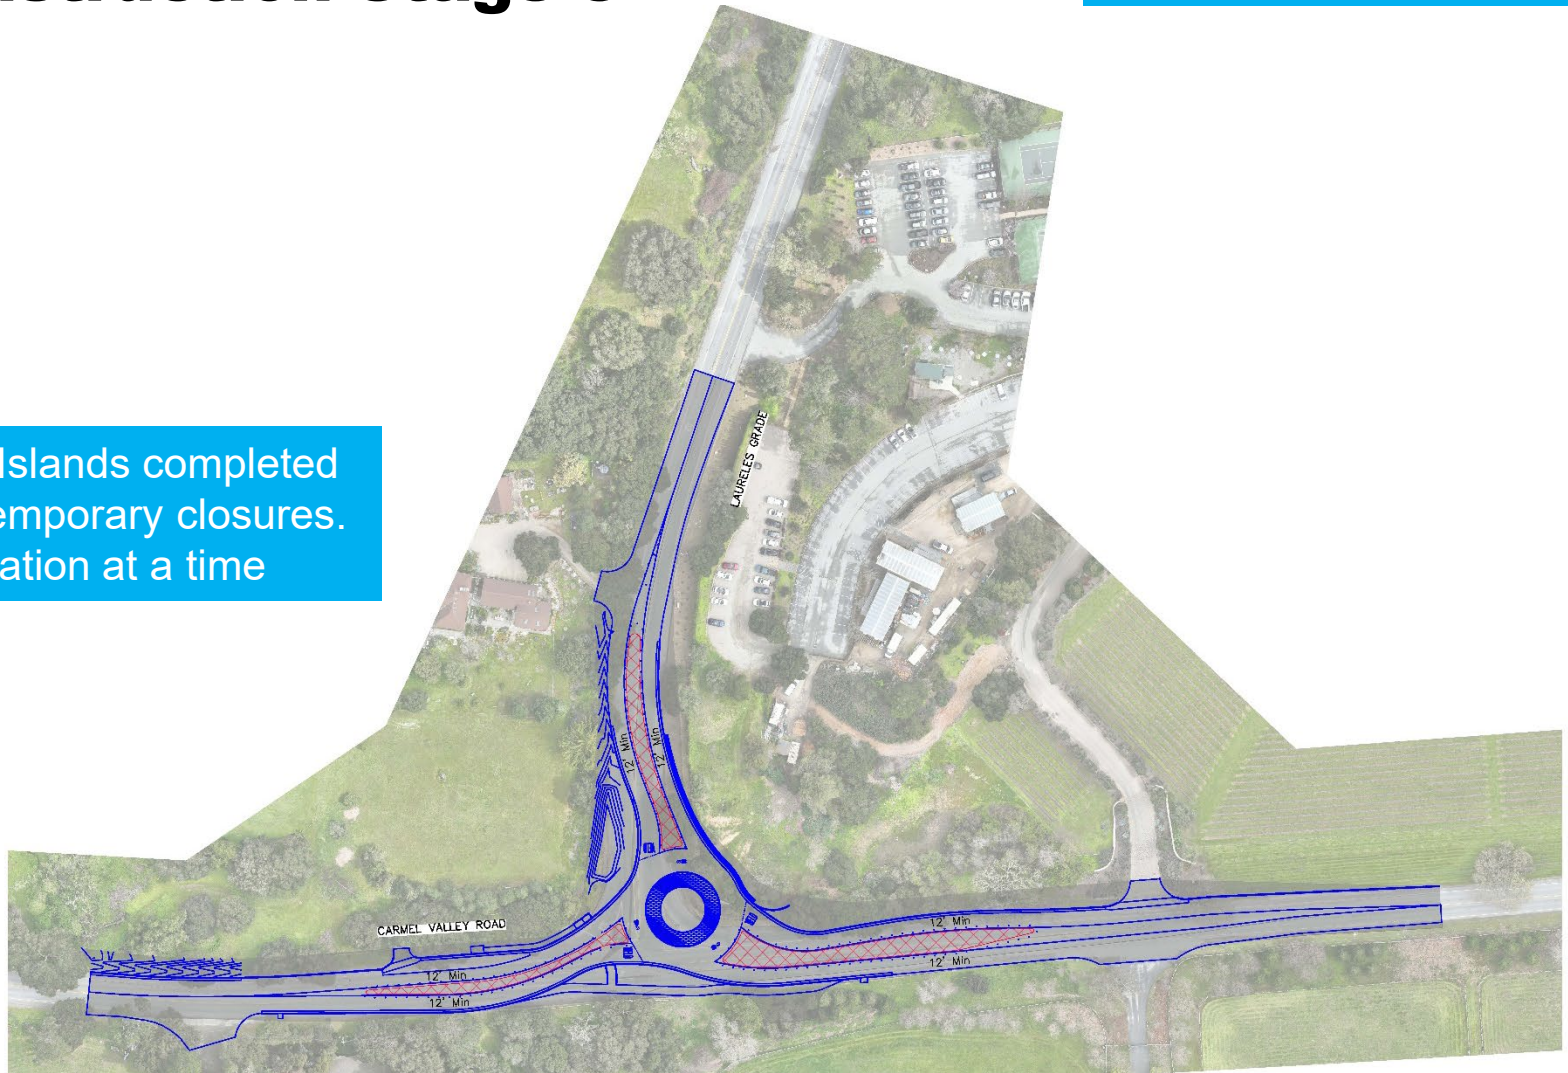 Islands completed
emporary closures.
ation at a time
LAURELES GRADE
12' Min
12' Min
CARMEL VALLEY ROAD
12' Min
12' Min
12' Min
12' Min